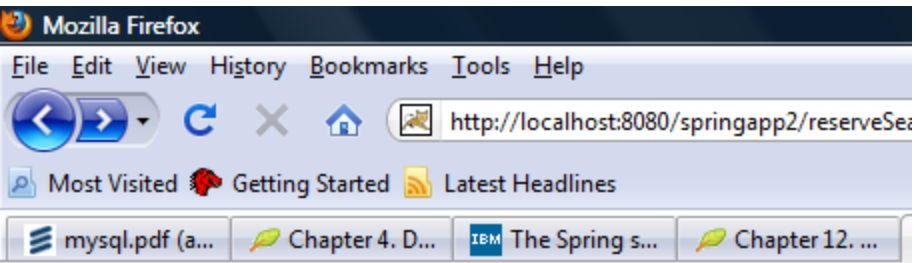 Mozilla Firefox
File Edit View History Bookmarks Tools Help
http://localhost:8080/springapp2/reserveSea
Most Visited Getting Started Latest Headlines
mysql.pdf (a... Chapter 4. D... IBM The Spring s... Chapter 12. ...